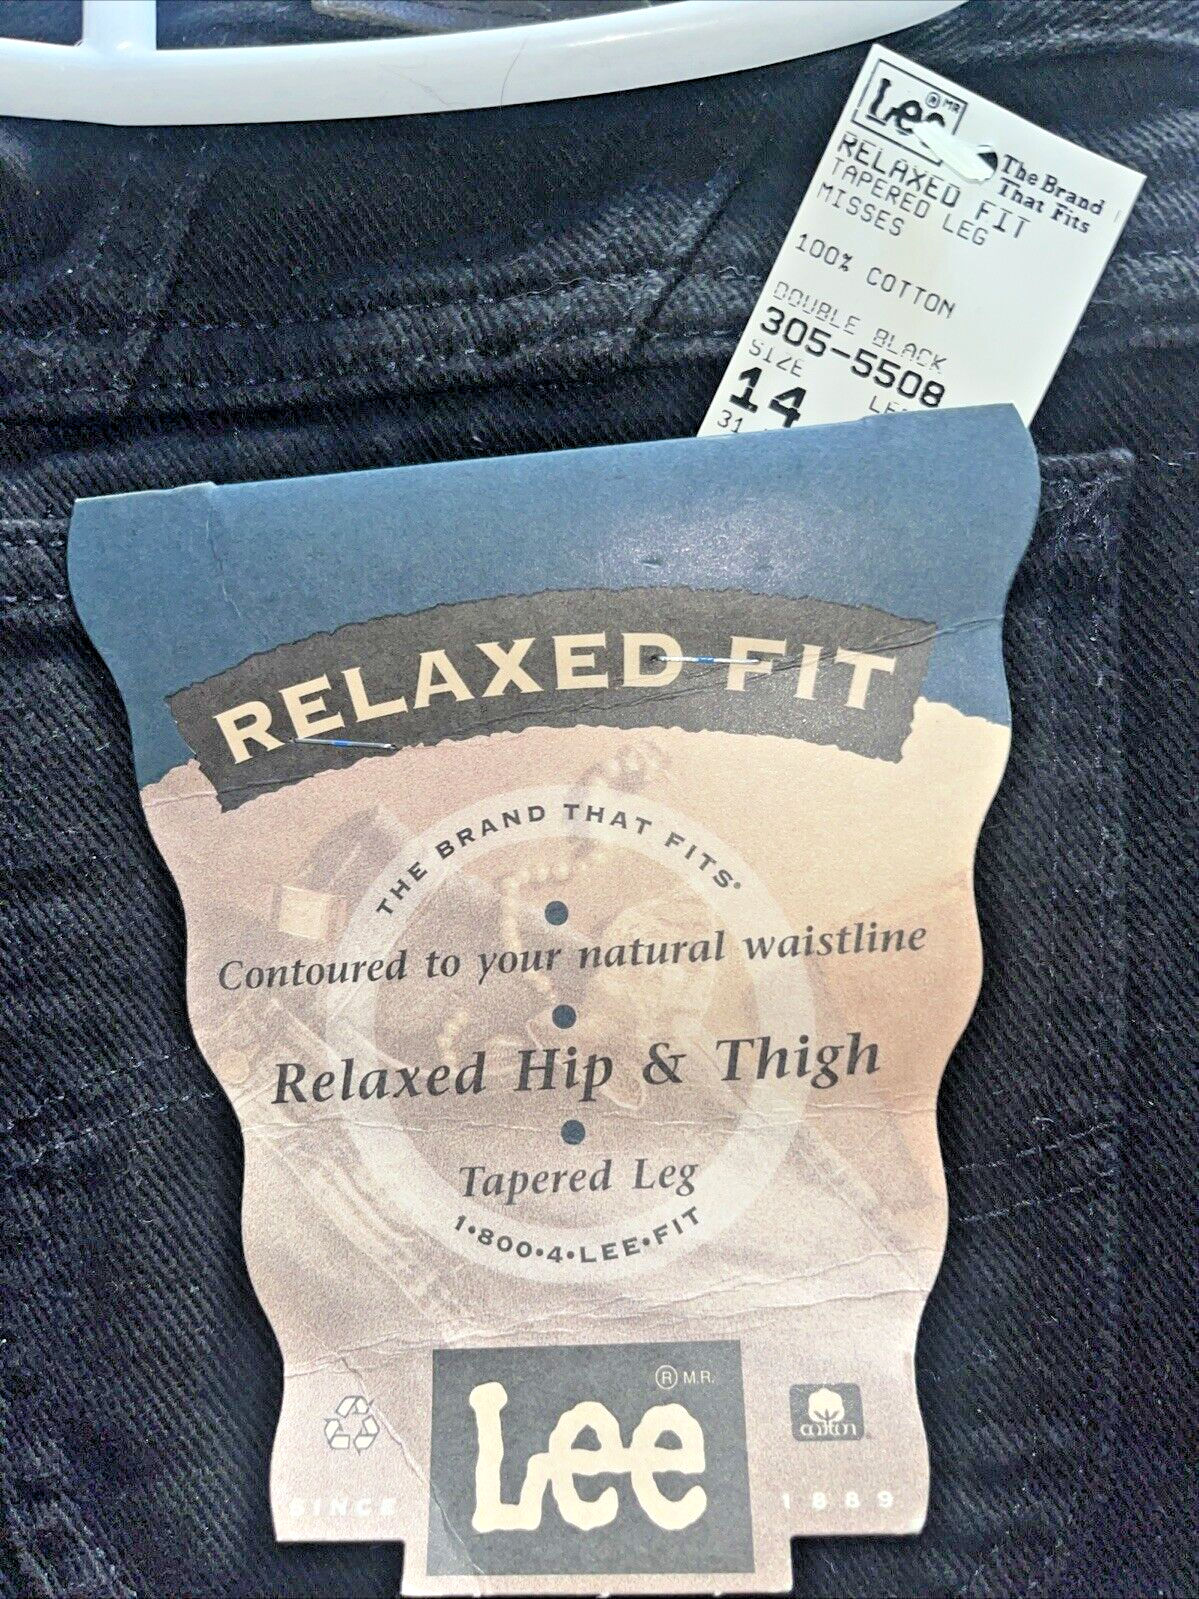 Lee ® MR
The Brand
That Fits
RELAXED FIT
TAPERED LEG
MISSES
100% COTTON
DOUBLE BLACK
305-5508
SIZE
14
31
RELAXED FIT
THE BRAND THAT FITS®
Contoured to your natural waistline
Relaxed Hip & Thigh
Tapered Leg
1•800•4•LEE•FIT
® M.R.
Lee
cotton
SINCE 1889